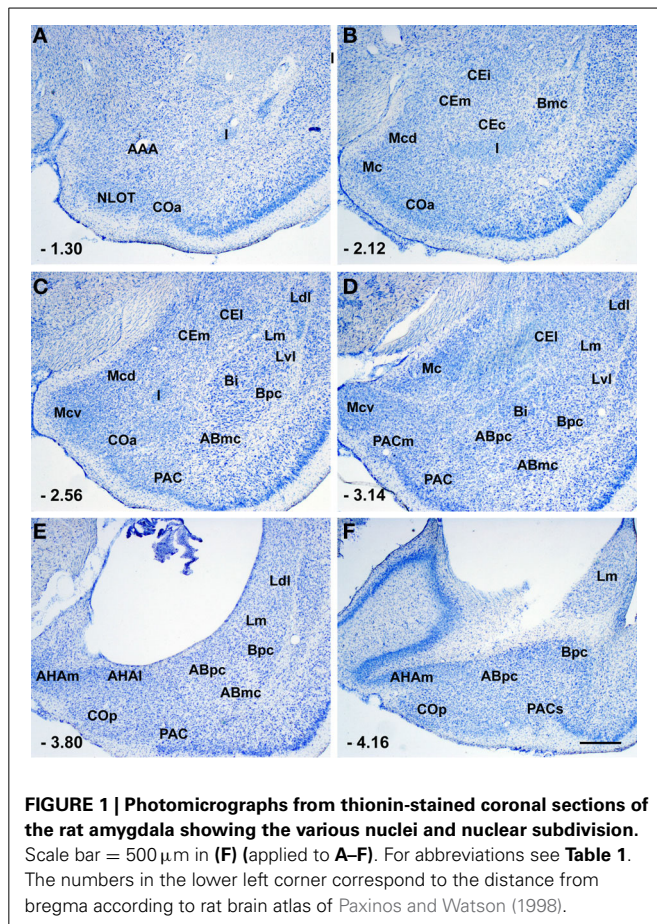 A
I
AAA
NLOT
COa
- 1.30
B
CEi
CEm
Bmc
CEc
Mcd
I
Mc
COa
- 2.12
C
Ldl
CEl
CEm
Lm
Lvl
Mcd
Bi
I
Bpc
Mcv
COa
ABmc
PAC
- 2.56
D
Ldl
CEl
Lm
Mc
Lvl
Mcv
Bi
Bpc
PACm
ABpc
ABmc
PAC
- 3.14
E
Ldl
Lm
Bpc
ABpc
AHAm AHAl
ABmc
COp
PAC
- 3.80
F
Lm
Bpc
AHAm
ABpc
COp
PACs
- 4.16
FIGURE 1 | Photomicrographs from thionin-stained coronal sections of
the rat amygdala showing the various nuclei and nuclear subdivision.
Scale bar = 500 μm in (F) (applied to A–F). For abbreviations see Table 1.
The numbers in the lower left corner correspond to the distance from
bregma according to rat brain atlas of Paxinos and Watson (1998).